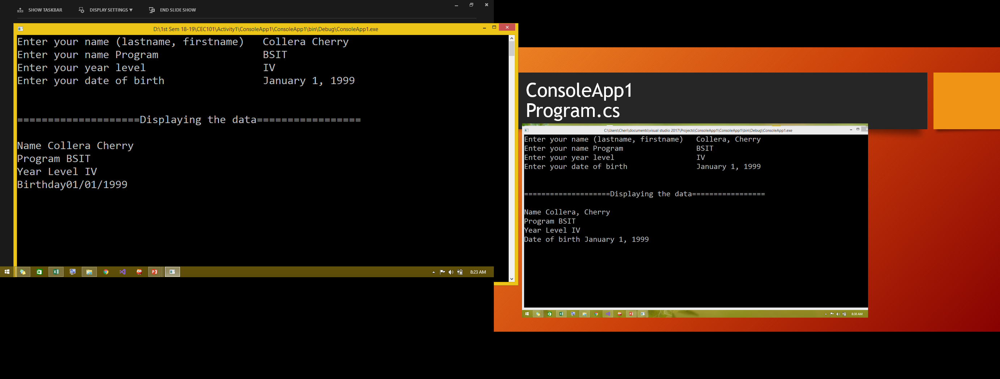 SHOW TASKBAR DISPLAY SETTINGS ▼ END SLIDE SHOW
D:\1st Sem 18-19\CEC101\Activity1\ConsoleApp1\ConsoleApp1\bin\Debug\ConsoleApp1.exe
Enter your name (lastname, firstname)   Collera Cherry
Enter your name Program                 BSIT
Enter your year level                   IV
Enter your date of birth                January 1, 1999
====================Displaying the data=================
Name Collera Cherry
Program BSIT
Year Level IV
Birthday01/01/1999
8:23 AM
ConsoleApp1
Program.cs
C:\Users\Cheri\documents\visual studio 2017\Projects\ConsoleApp1\ConsoleApp1\bin\Debug\ConsoleApp1.exe
Enter your name (lastname, firstname)   Collera, Cherry
Enter your name Program                 BSIT
Enter your year level                   IV
Enter your date of birth                January 1, 1999
====================Displaying the data=================
Name Collera, Cherry
Program BSIT
Year Level IV
Date of birth January 1, 1999
8:38 AM